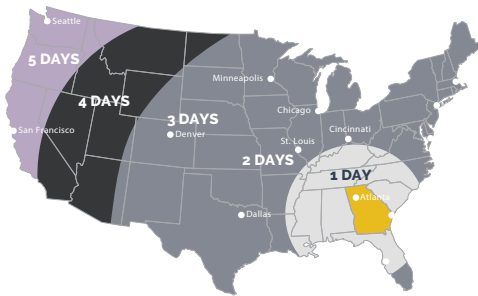 Seattle
5 DAYS
Minneapolis
4 DAYS
Chicago
3 DAYS
San Francisco
Denver
Cincinnati
St. Louis
2 DAYS
1 DAY
Atlanta
Dallas